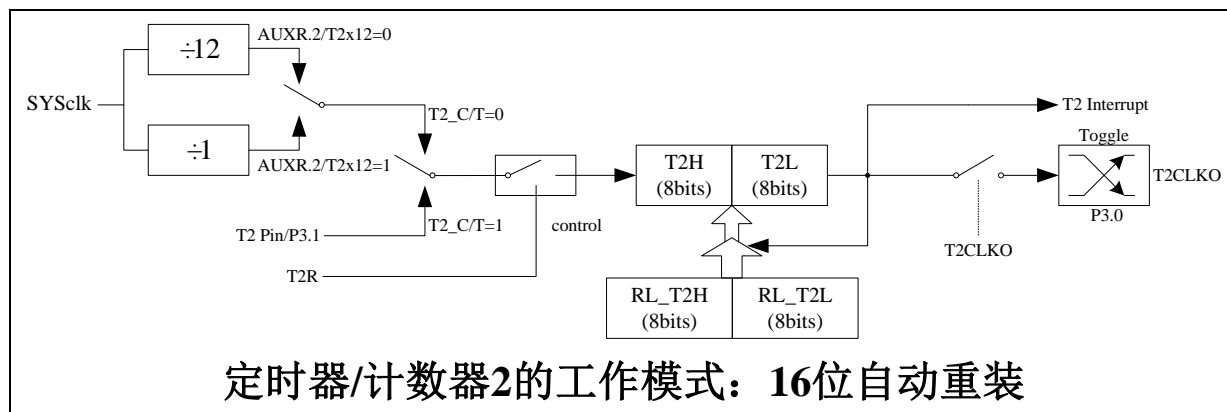 ÷12
AUXR.2/T2x12=0
SYSclk
÷1
AUXR.2/T2x12=1
T2_C/T=0
T2_C/T=1
T2 Pin/P3.1
T2R
control
T2H
(8bits)
T2L
(8bits)
RL_T2H
(8bits)
RL_T2L
(8bits)
T2 Interrupt
Toggle
T2CLKO
P3.0
T2CLKO
定时器/计数器2的工作模式：16位自动重装